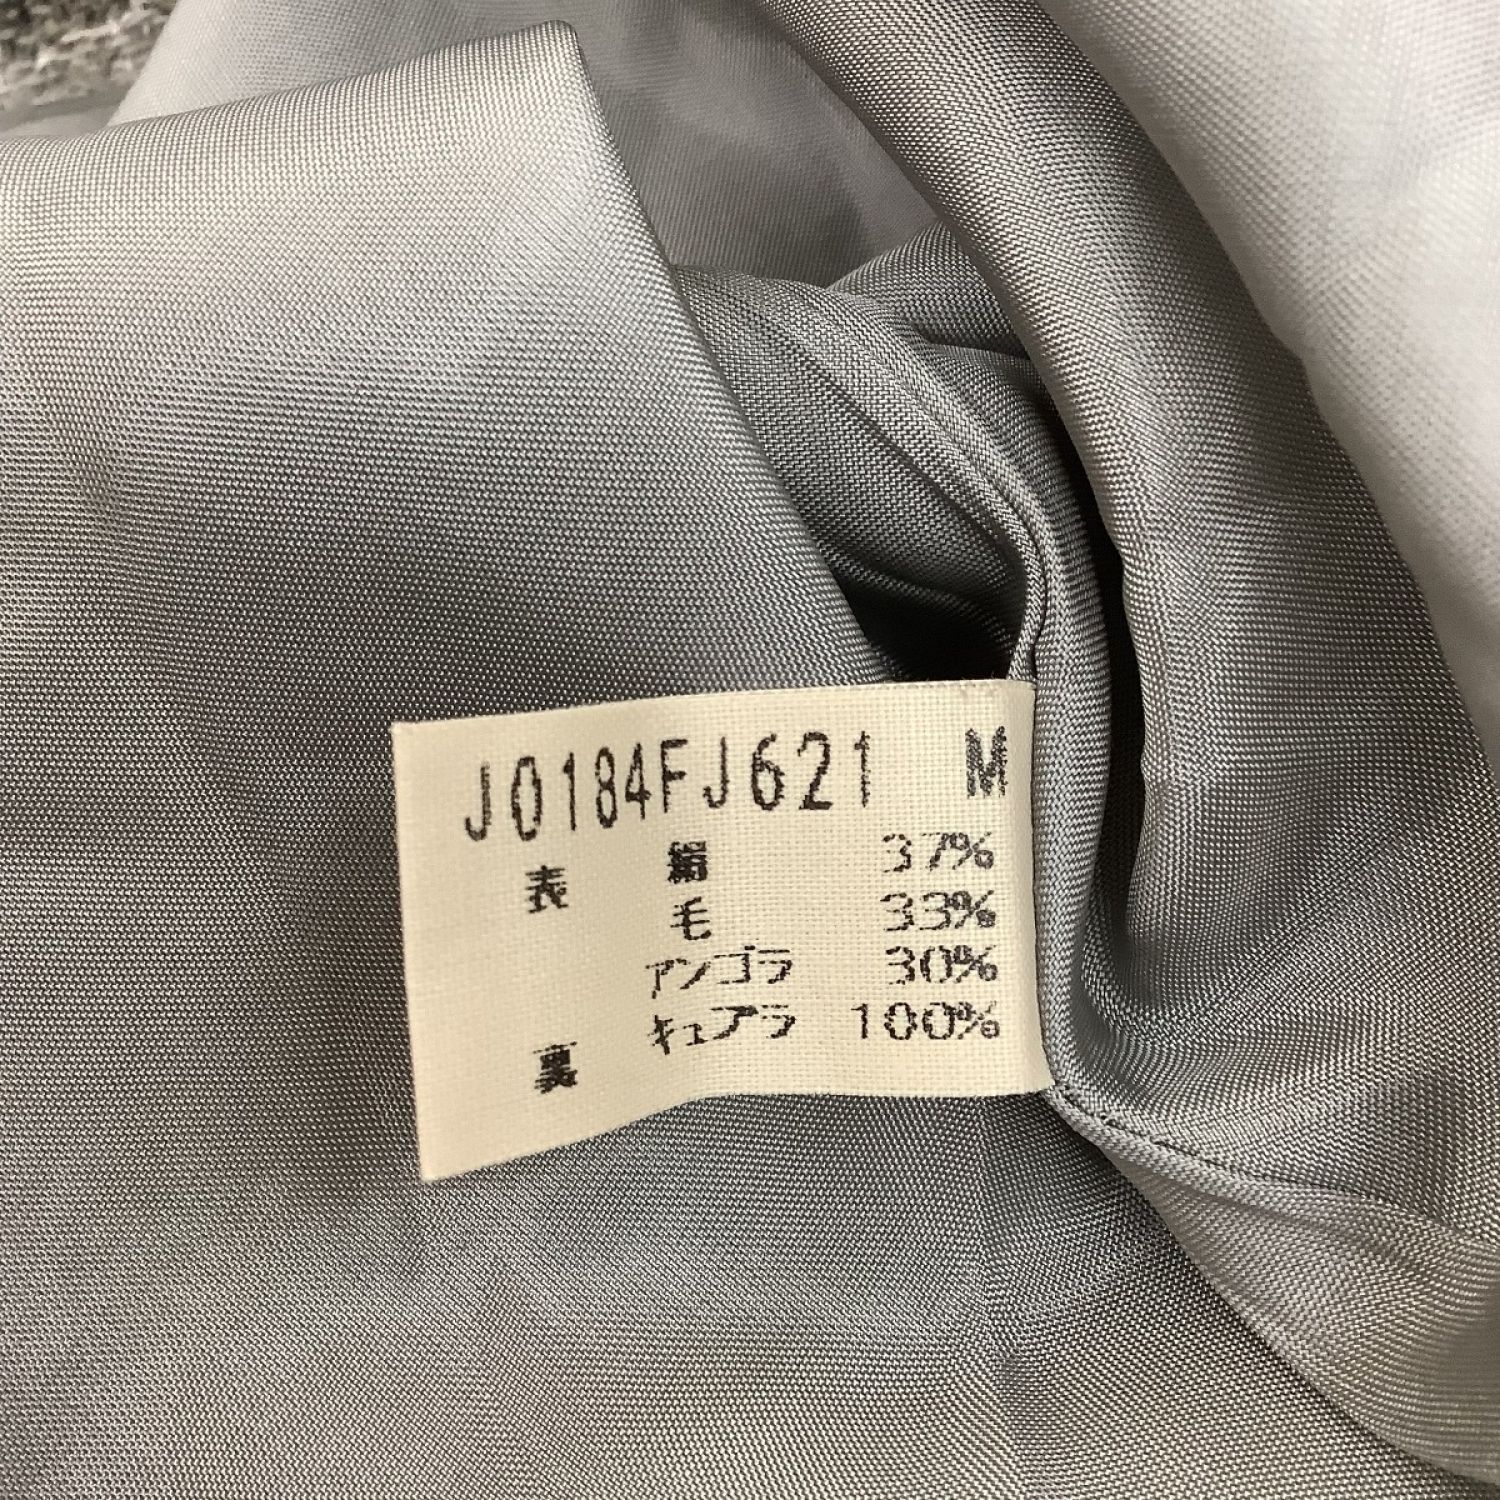 J0184FJ621 M
表 絹 37%
毛 33%
アンゴラ 30%
裏 キュプラ 100%